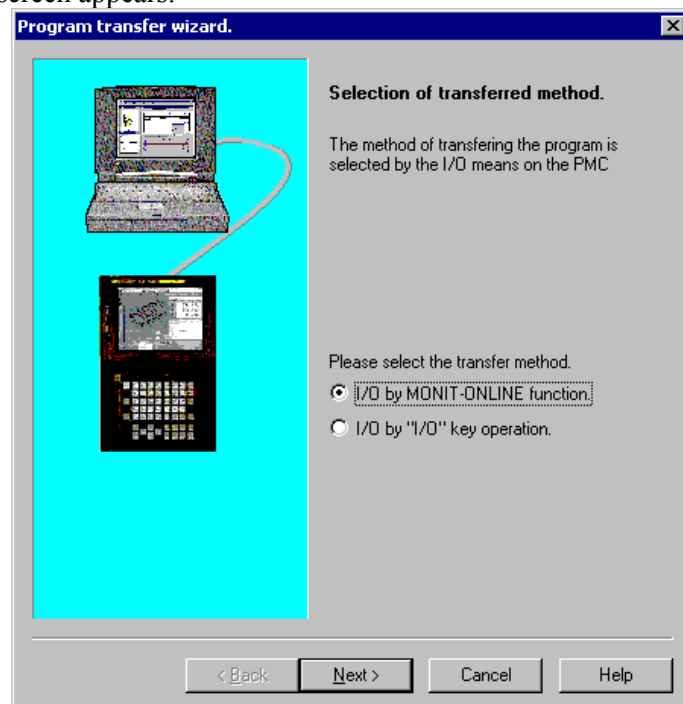 screen appears.
Program transfer wizard.
Selection of transferred method.
The method of transfering the program is
selected by the I/O means on the PMC
Please select the transfer method.
I/O by MONIT-ONLINE function.
I/O by "I/O" key operation.
< Back
Next >
Cancel
Help